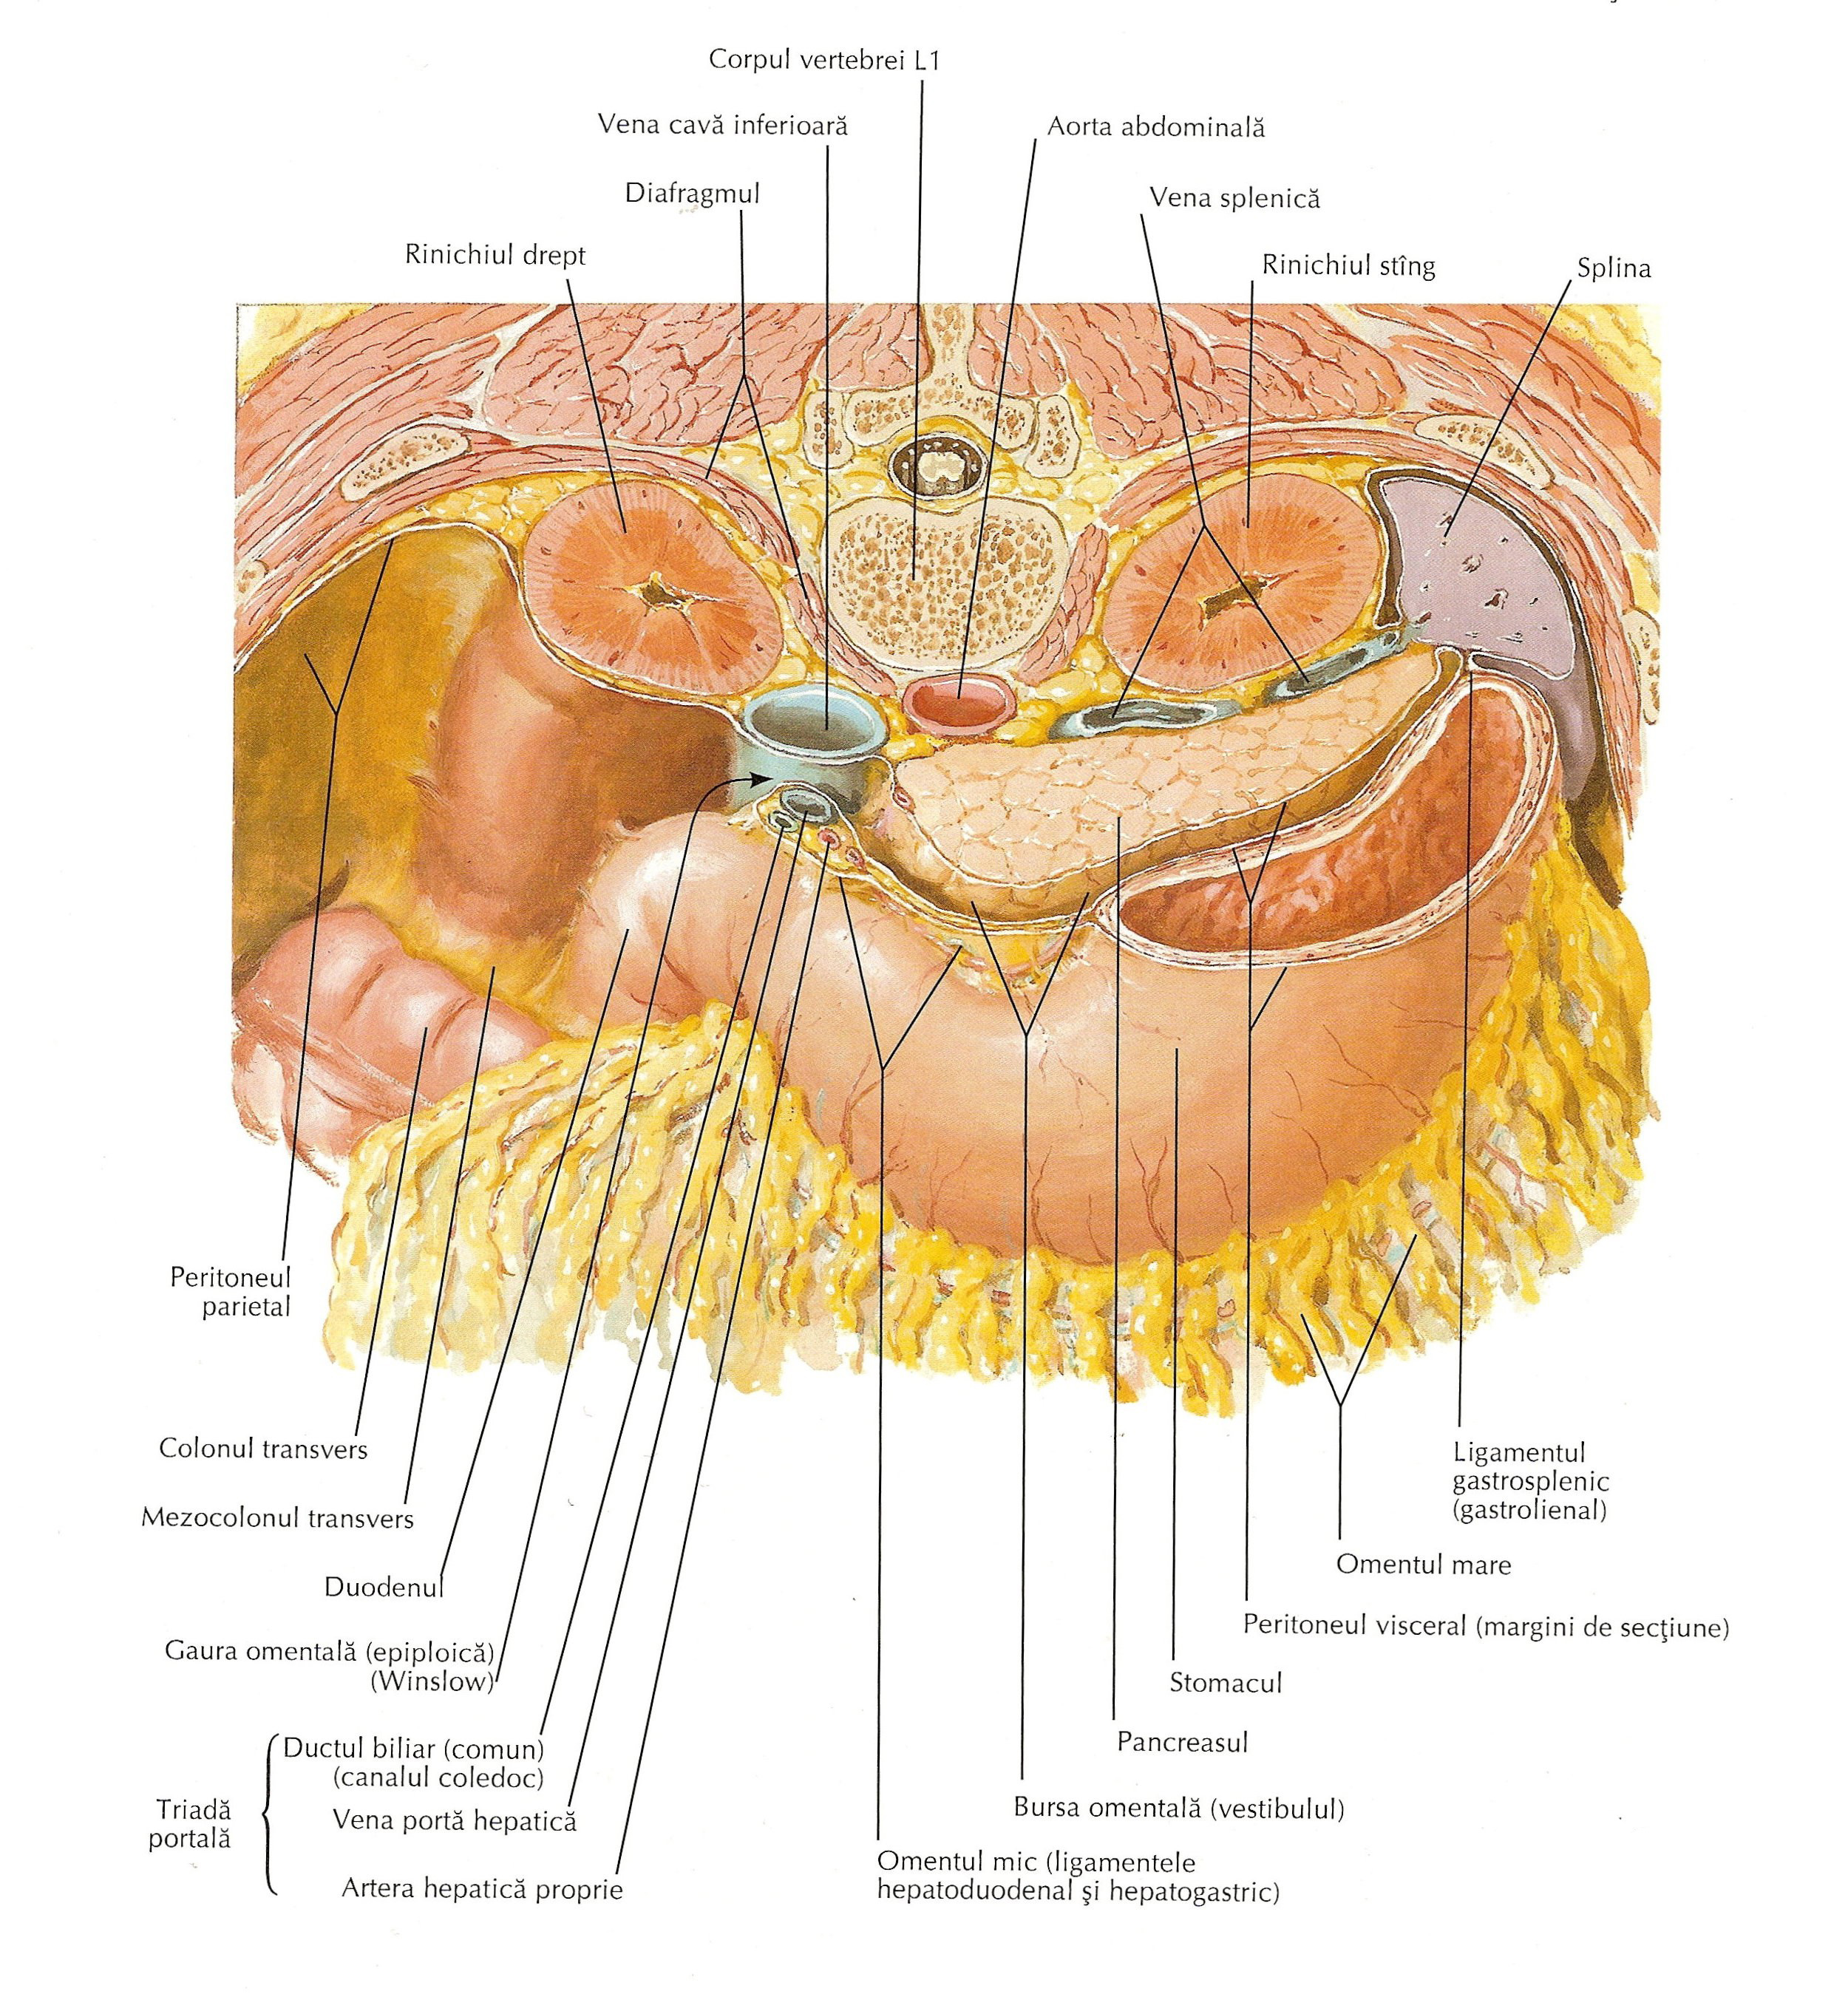 Corpul vertebrei L1
Vena cavă inferioară
Aorta abdominală
Diafragmul
Vena splenică
Rinichiul drept
Rinichiul stîng
Splina
Peritoneul
parietal
Colonul transvers
Mezocolonul transvers
Duodenul
Gaura omentală (epiploică)
(Winslow)
Ductul biliar (comun)
(canalul coledoc)
Triadă
portală
Vena portă hepatică
Artera hepatică proprie
Ligamentul
gastrosplenic
(gastrolienal)
Omentul mare
Peritoneul visceral (margini de secţiune)
Stomacul
Pancreasul
Bursa omentală (vestibulul)
Omentul mic (ligamentele
hepatoduodenal şi hepatogastric)